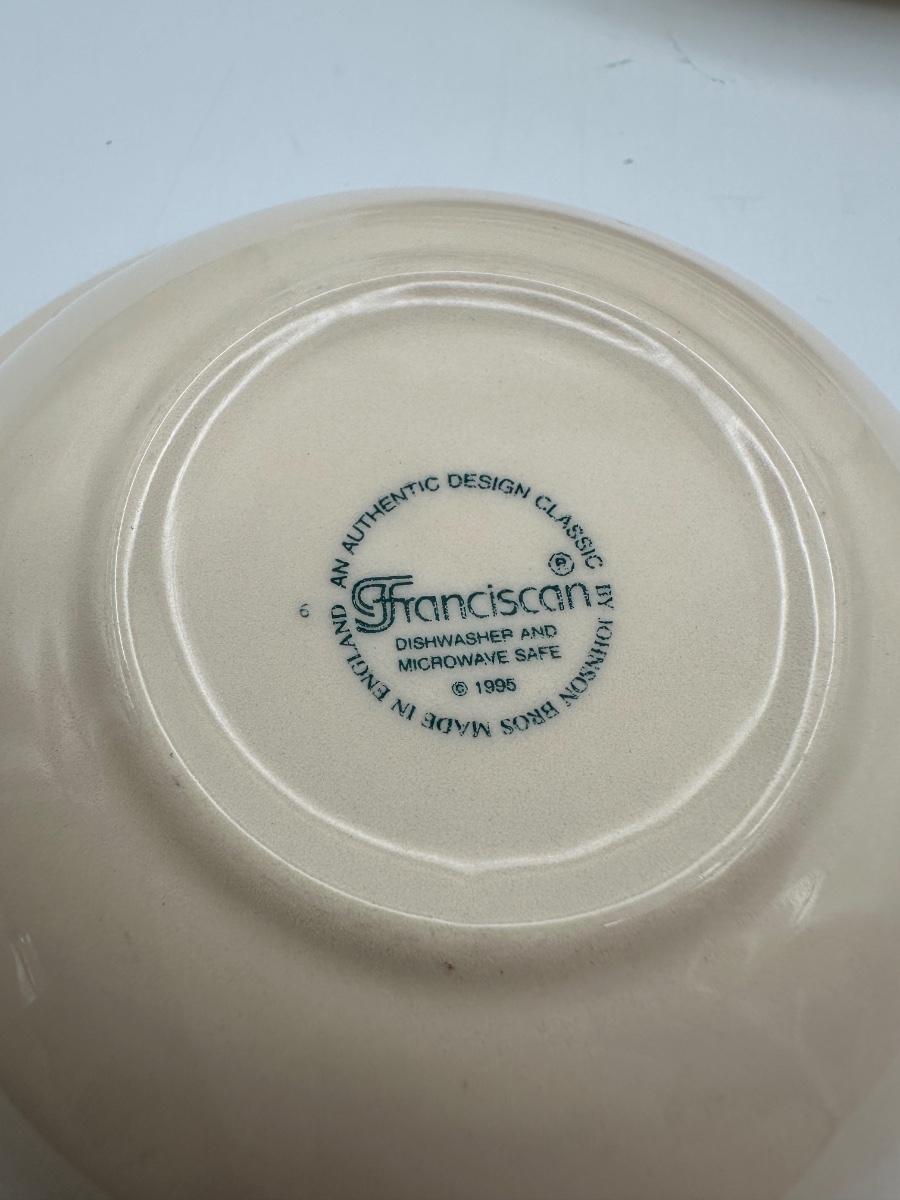 AN AUTHENTIC DESIGN CLASSIC BY JOHNSON BROS MADE IN ENGLAND
6
Franciscan ®
DISHWASHER AND
MICROWAVE SAFE
© 1995